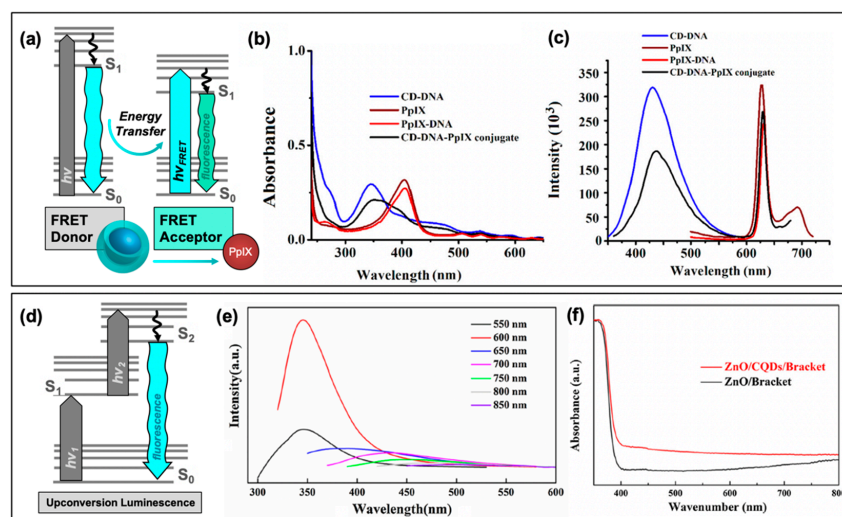 (a)
S1
Energy
Transfer
S1
hv
hvFRET
fluorescence
S0
S0
FRET
Donor
FRET
Acceptor
PpIX
(b)
1.0
0.5
0.0
Absorbance
CD-DNA
PpIX
PpIX-DNA
CD-DNA-PpIX conjugate
300 400 500 600
Wavelength (nm)
(c)
CD-DNA
PpIX
PpIX-DNA
CD-DNA-PpIX conjugate
350
300
250
200
150
100
50
0
Intensity (10³)
400 500 600 700
Wavelength (nm)
(d)
S2
hv2
S1
fluorescence
hv1
S0
Upconversion Luminescence
(e)
550 nm
600 nm
650 nm
700 nm
750 nm
800 nm
850 nm
Intensity(a.u.)
300 350 400 450 500 550 600
Wavelength(nm)
(f)
ZnO/CQDs/Bracket
ZnO/Bracket
Absorbance (a.u.)
400 500 600 700 800
Wavenumber (nm)